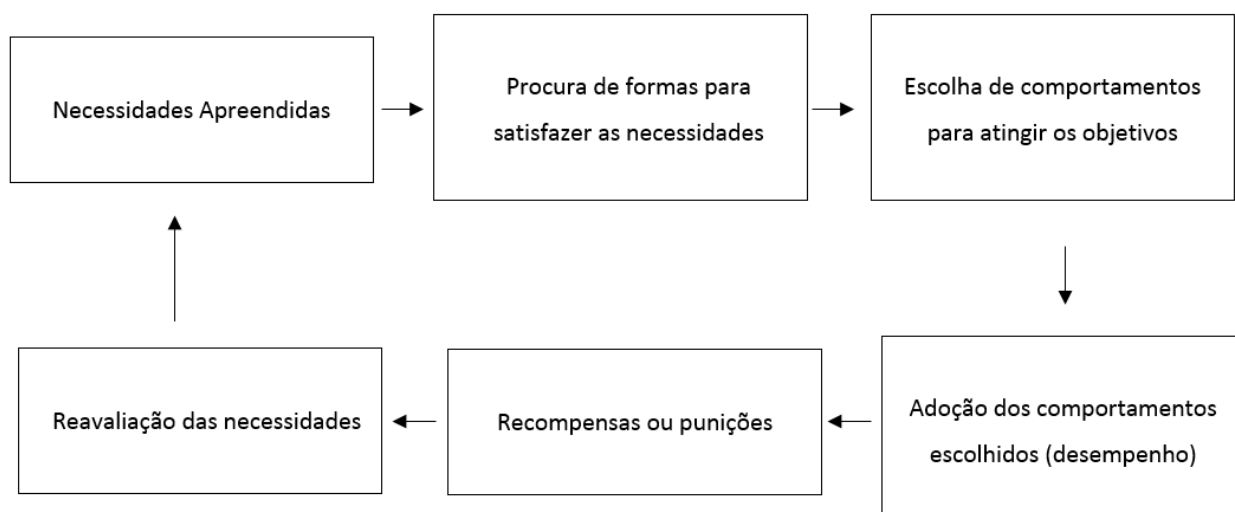 Necessidades Apreendidas
Procura de formas para
satisfazer as necessidades
Escolha de comportamentos
para atingir os objetivos
Adoção dos comportamentos
escolhidos (desempenho)
Recompensas ou punições
Reavaliação das necessidades